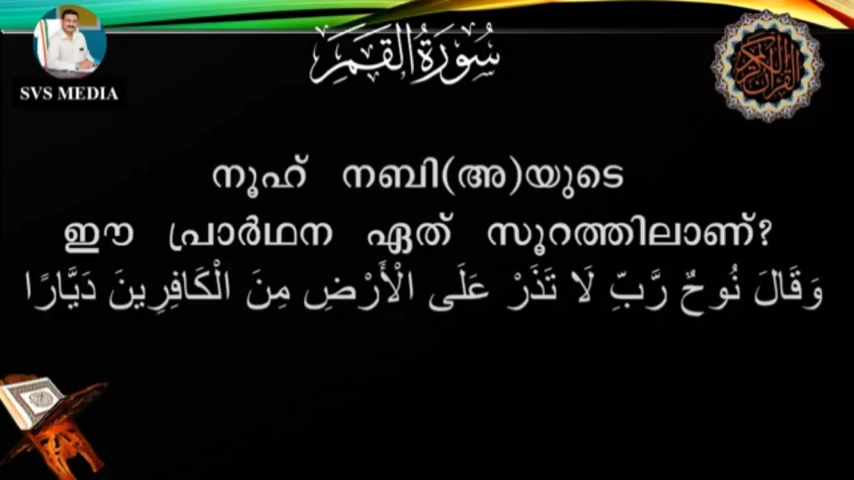 سُورَةُ القَمَرِ
SVS MEDIA
നൂഹ് നബി(അ)യുടെ
ഈ പ്രാർഥന ഏത് സൂറത്തിലാണ്?
وَقَالَ نُوحٌ رَّبِّ لَا تَذَرْ عَلَى الْأَرْضِ مِنَ الْكَافِرِينَ دَيَّارًا